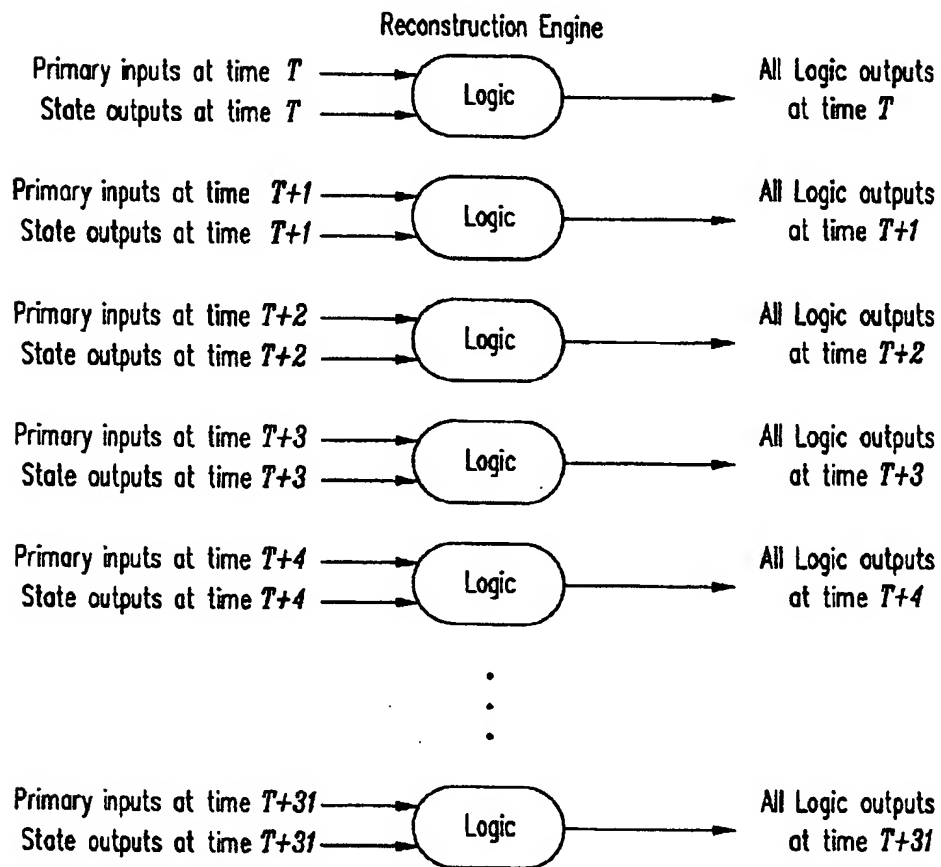 Reconstruction Engine
Primary inputs at time T
State outputs at time T
Logic
All Logic outputs
at time T
Primary inputs at time T+1
State outputs at time T+1
Logic
All Logic outputs
at time T+1
Primary inputs at time T+2
State outputs at time T+2
Logic
All Logic outputs
at time T+2
Primary inputs at time T+3
State outputs at time T+3
Logic
All Logic outputs
at time T+3
Primary inputs at time T+4
State outputs at time T+4
Logic
All Logic outputs
at time T+4
Primary inputs at time T+31
State outputs at time T+31
Logic
All Logic outputs
at time T+31